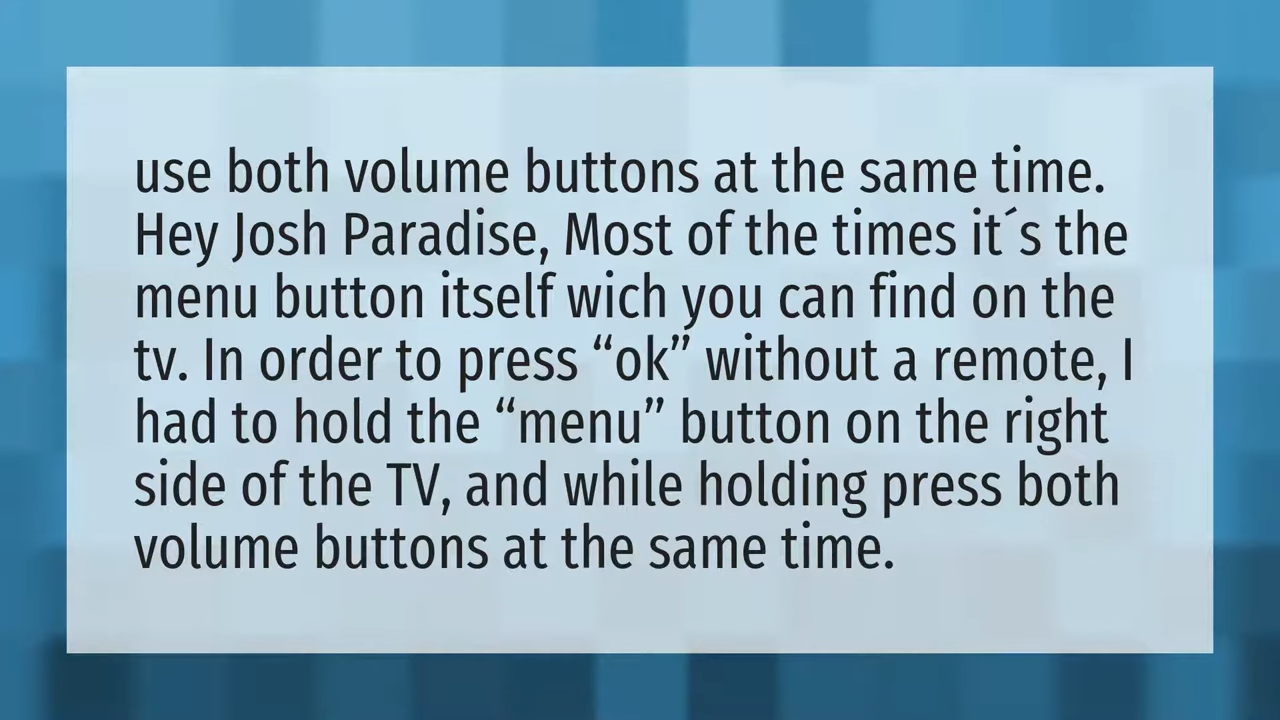 use both volume buttons at the same time.
Hey Josh Paradise, Most of the times it´s the
menu button itself wich you can find on the
tv. In order to press “ok” without a remote, I
had to hold the “menu” button on the right
side of the TV, and while holding press both
volume buttons at the same time.